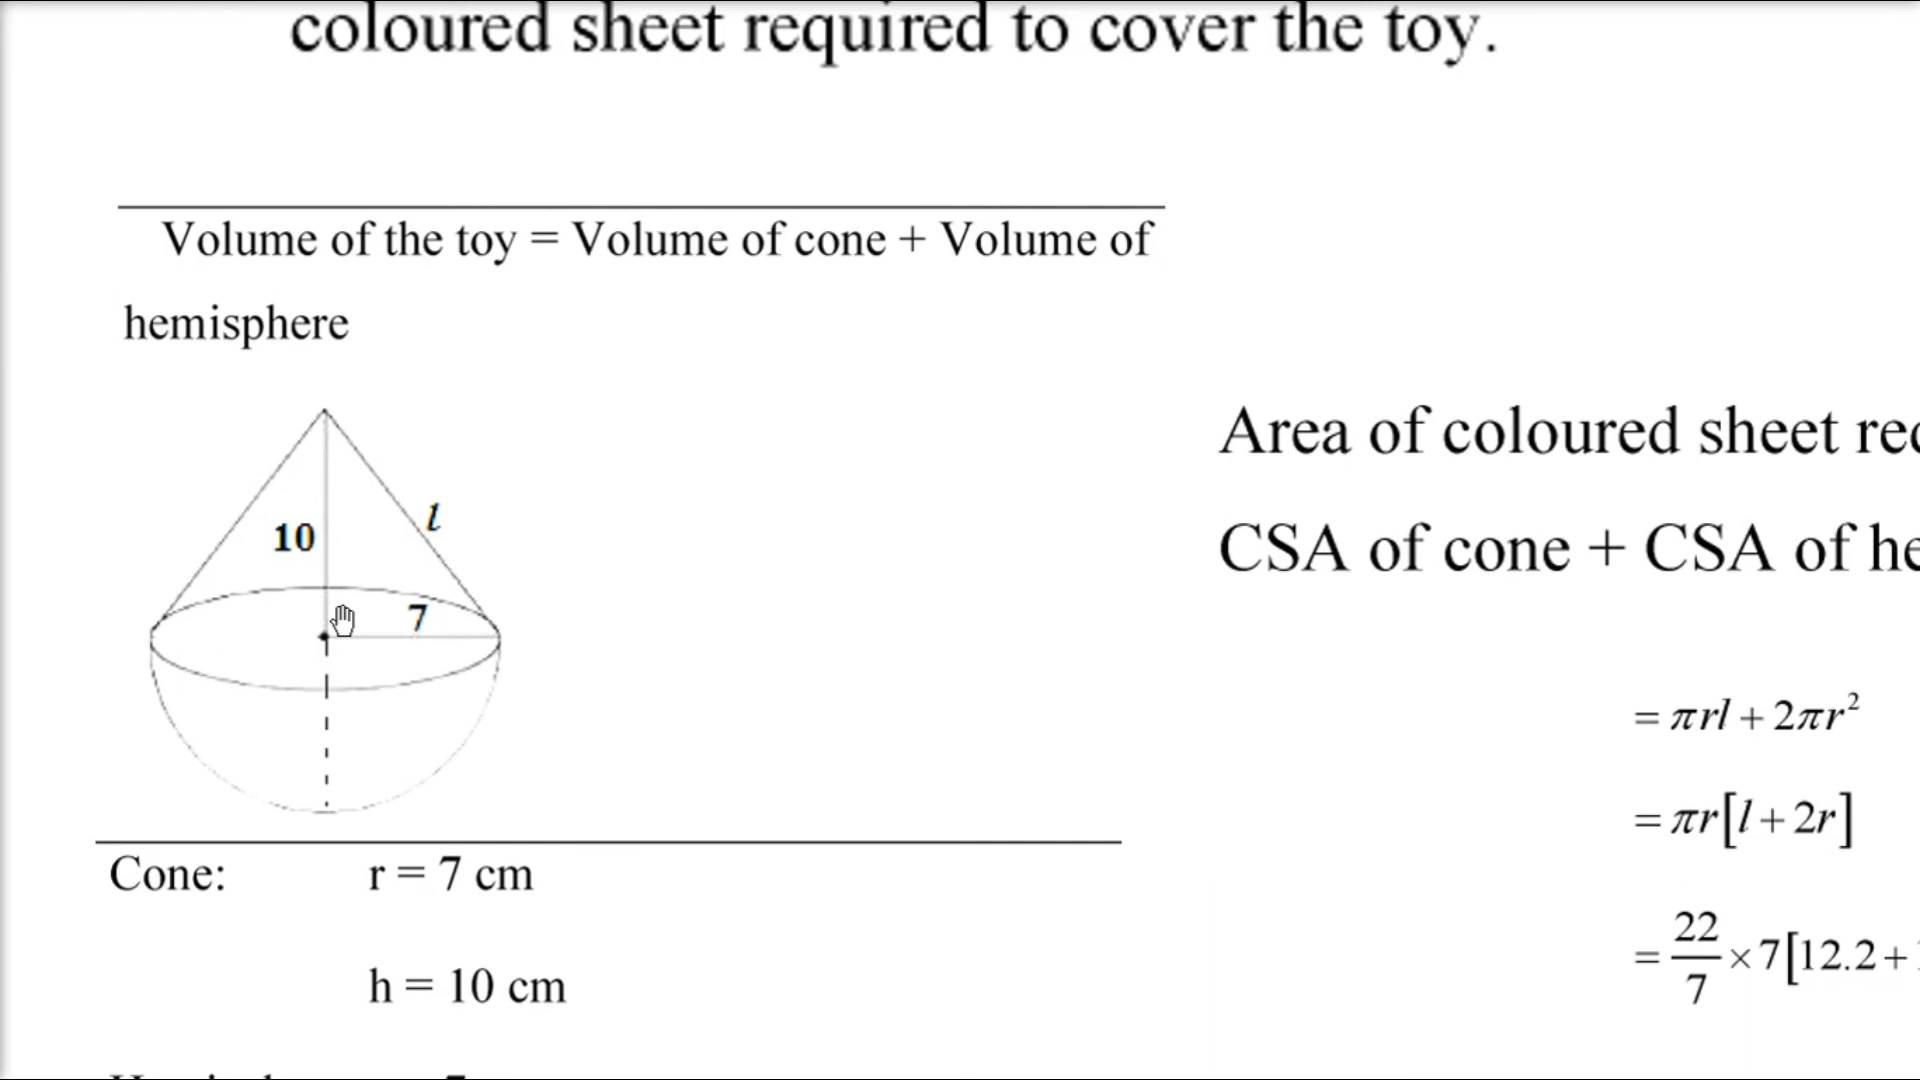 coloured sheet required to cover the toy.
Volume of the toy = Volume of cone + Volume of
hemisphere
10
l
7
Cone: r = 7 cm
h = 10 cm
Area of coloured sheet
CSA of cone + CSA of
= πrl + 2πr²
= πr[l + 2r]
= 22/7 × 7[12.2 +